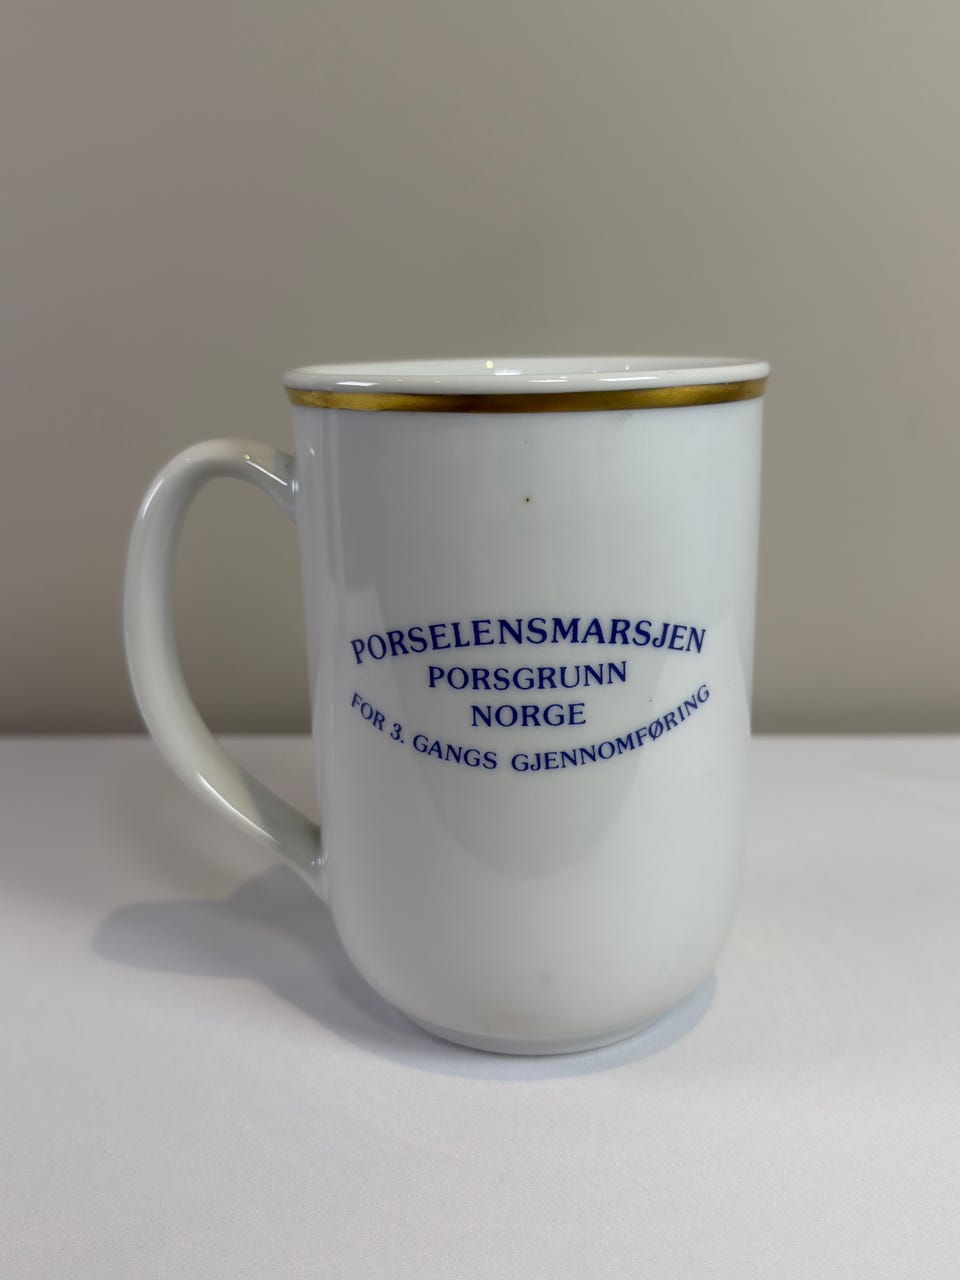 PORSELENSMARSJEN
PORSGRUNN
NORGE
FOR 3. GANGS GJENNOMFØRING